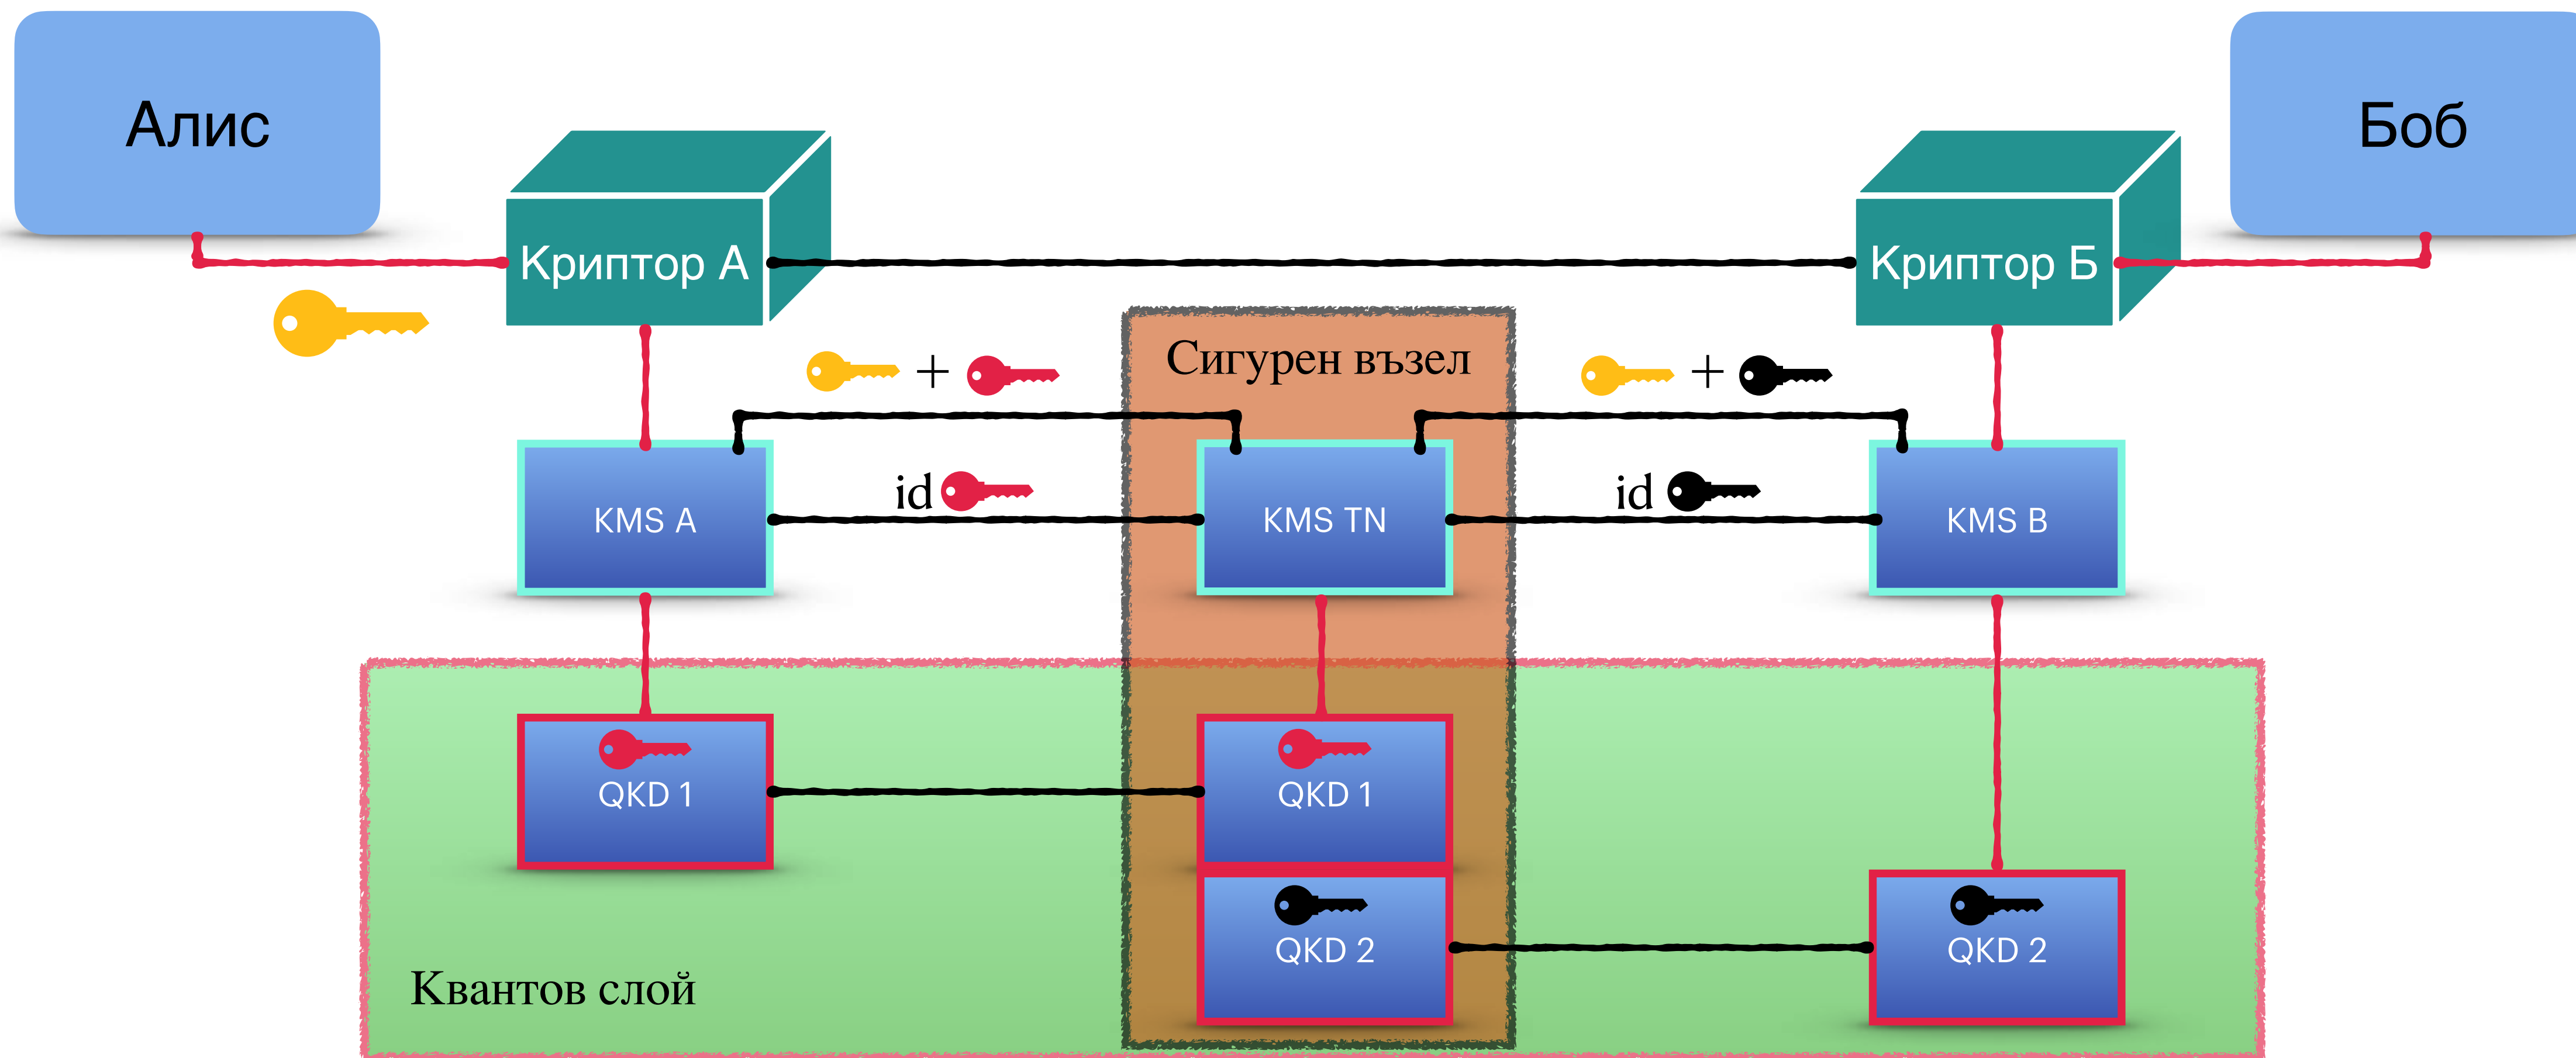 Алис
Боб
Криптор А
Криптор Б
Сигурен възел
+
+
id
id
KMS A
KMS TN
KMS B
QKD 1
QKD 1
QKD 2
QKD 2
Квантов слой